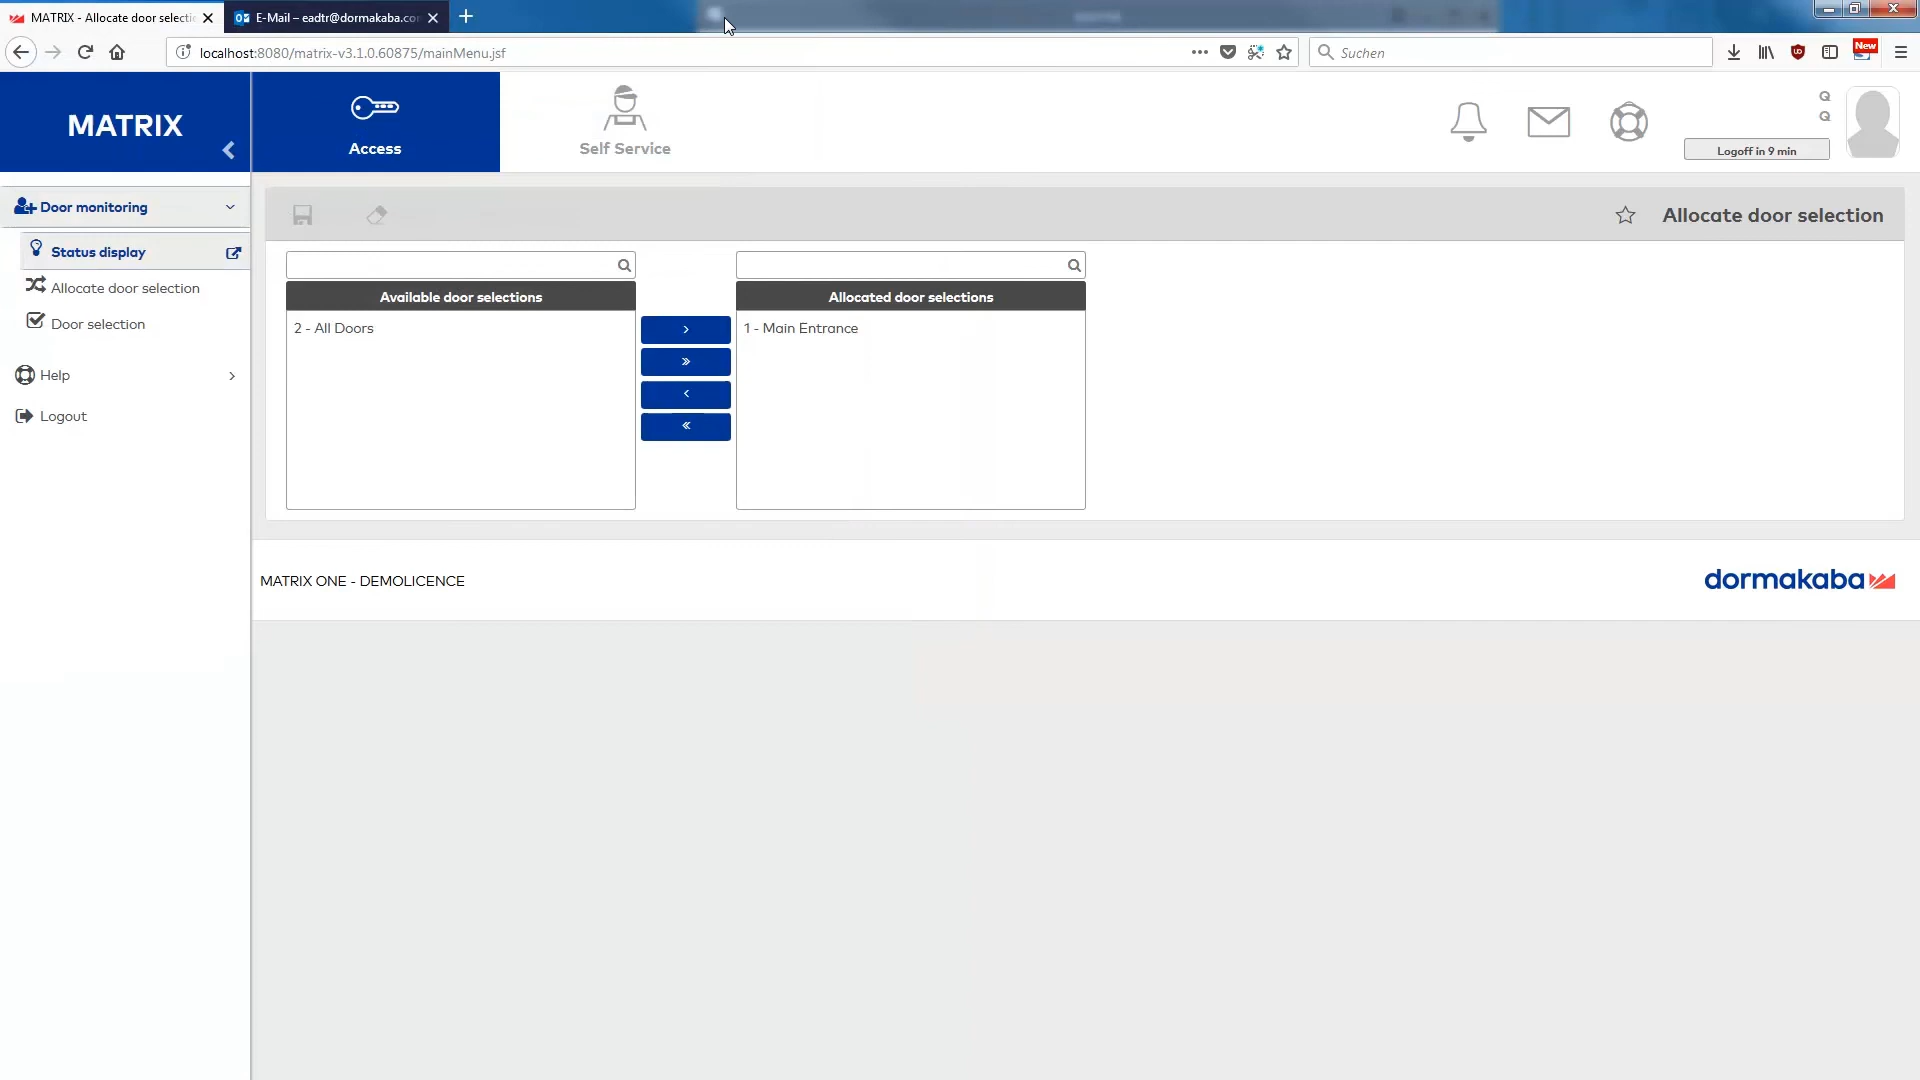 MATRIX - Allocate door selecti
E-Mail – eadtr@dormakaba.co
localhost:8080/matrix-v3.1.0.60875/mainMenu.jsf
Suchen
New
MATRIX
Access
Self Service
Q
Q
Logoff in 9 min
Door monitoring
Status display
Allocate door selection
Door selection
Help
Logout
Allocate door selection
Available door selections
Allocated door selections
2 - All Doors
1 - Main Entrance
MATRIX ONE - DEMOLICENCE
dormakaba